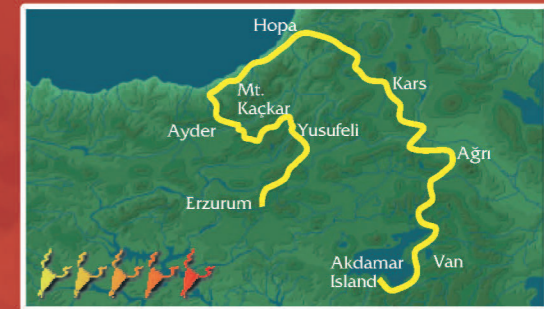 Hopa
Kars
Mt.
Kaçkar
Ayder
Yusufeli
Ağrı
Erzurum
Akdamar
Island
Van